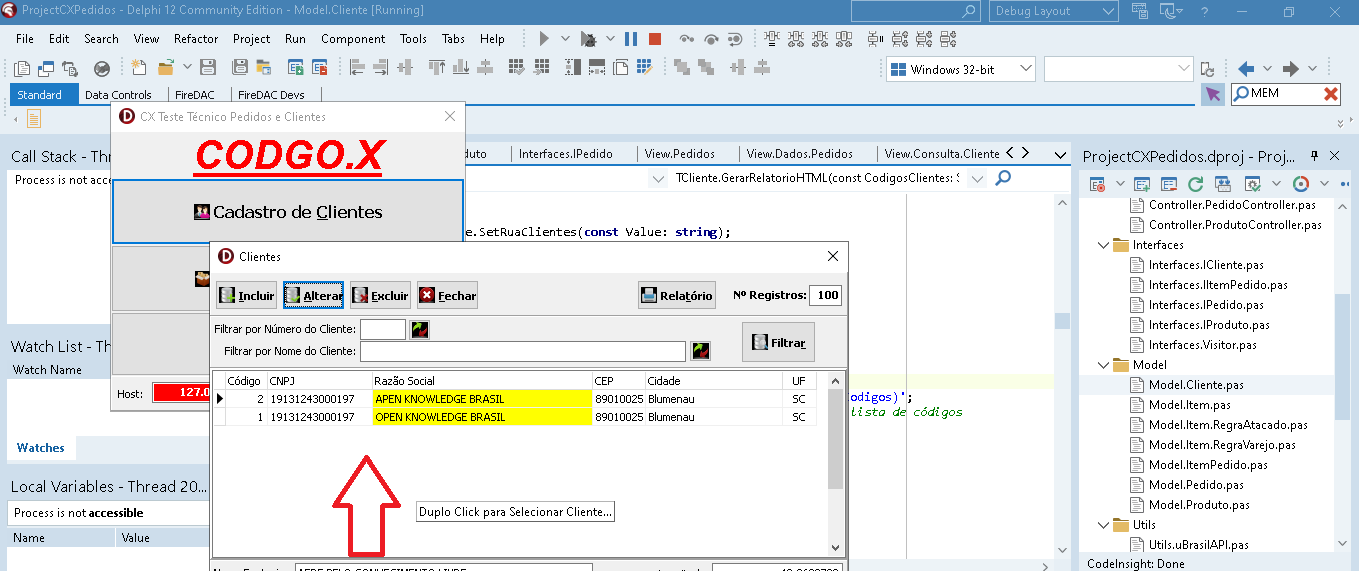 ProjectCXPedidos - Delphi 12 Community Edition - Model.Cliente [Running]
Debug Layout
File Edit Search View Refactor Project Run Component Tools Tabs Help
Windows 32-bit
Standard Data Controls FireDAC FireDAC Devs
MEM
CX Teste Técnico Pedidos e Clientes
CODGO.X
Cadastro de Clientes
Call Stack - Thr
Process is not acce
Interfaces.IPedido View.Pedidos View.Dados.Pedidos View.Consulta.Cliente
TCliente.GerarRelatorioHTML(const CodigosClientes: S
e.SetRuaClientes(const Value: string);
odigos)';
lista de códigos
Watch List - Th
Watch Name
Host: 127.0
Watches
Local Variables - Thread 20...
Process is not accessible
Name Value
Clientes
Incluir Alterar Excluir Fechar Relatório Nº Registros: 100
Filtrar por Número do Cliente:
Filtrar por Nome do Cliente:
Filtrar
Código CNPJ Razão Social CEP Cidade UF
2 19131243000197 APEN KNOWLEDGE BRASIL 89010025 Blumenau SC
1 19131243000197 OPEN KNOWLEDGE BRASIL 89010025 Blumenau SC
Duplo Click para Selecionar Cliente...
ProjectCXPedidos.dproj - Proj...
Controller.PedidoController.pas
Controller.ProdutoController.pas
Interfaces
Interfaces.ICliente.pas
Interfaces.IItemPedido.pas
Interfaces.IPedido.pas
Interfaces.IProduto.pas
Interfaces.Visitor.pas
Model
Model.Cliente.pas
Model.Item.pas
Model.Item.RegraAtacado.pas
Model.Item.RegraVarejo.pas
Model.ItemPedido.pas
Model.Pedido.pas
Model.Produto.pas
Utils
Utils.uBrasilAPI.pas
CodeInsight: Done